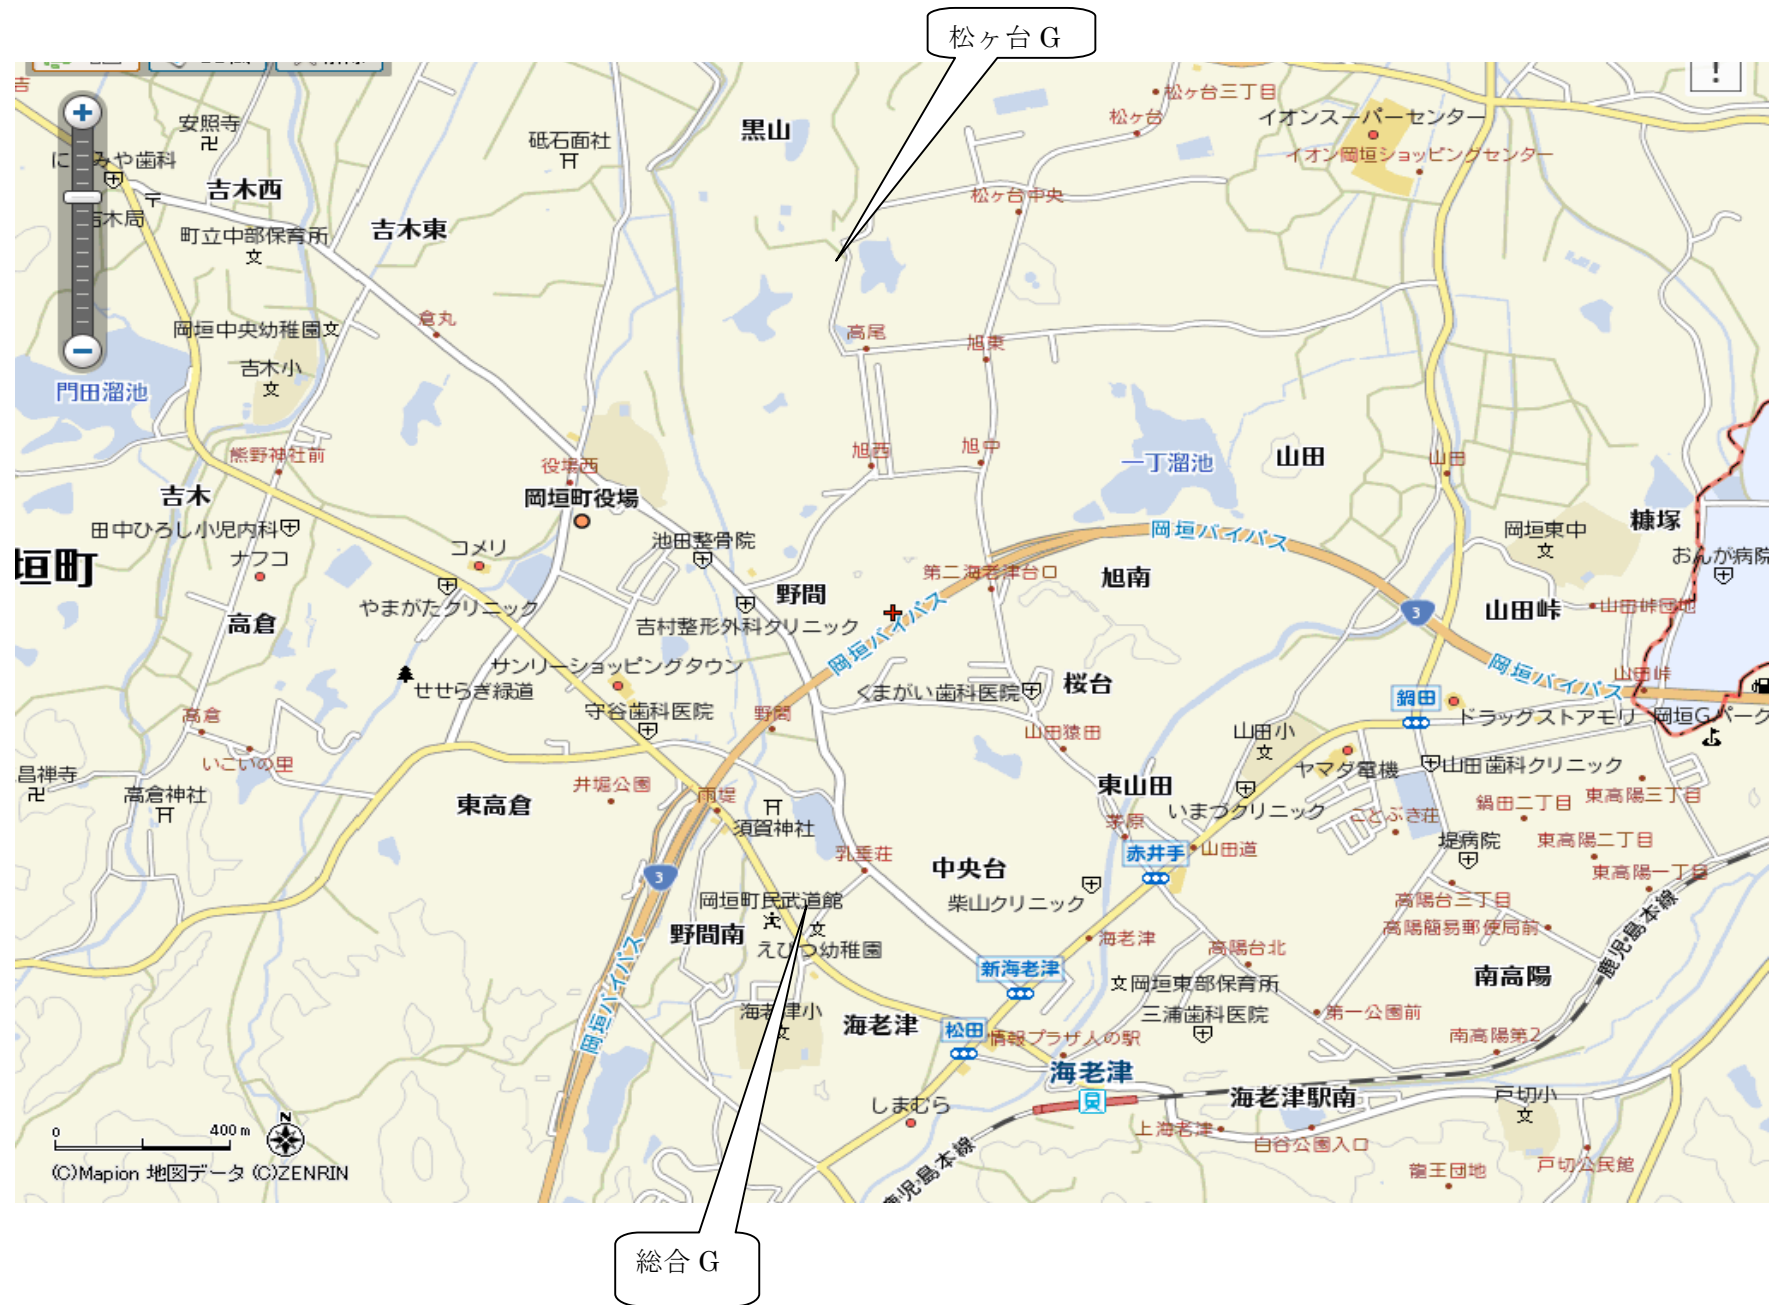 松ヶ台 G
松ヶ台三丁目
松ヶ台
イオンスーパーセンター
イオン岡垣ショッピングセンター
安照寺
砥石面社
黒山
みや歯科
吉木西
松ヶ台中央
木局
町立中部保育所
吉木東
倉丸
岡垣中央幼稚園
高尾
旭東
吉木小
門田溜池
熊野神社前
役場西
旭西
旭中
一丁溜池
山田
山田
吉木
岡垣町役場
糠塚
田中ひろし小児内科
岡垣東中
岡垣バイパス
池田整骨院
コメリ
おんが病院
ナフコ
垣町
第二海老津台口
旭南
野間
やまがたクリニック
山田峠
山田峠団地
3
高倉
吉村整形外科クリニック
岡垣バイパス
サンリーショッピングタウン
岡垣バイパス
山田峠
せせらぎ緑道
くまがい歯科医院
桜台
鍋田
守谷歯科医院
野間
高倉
ドラッグストアモリ
岡垣Gパーク
山田猿田
山田小
いこいの里
昌禅寺
ヤマダ電機
山田歯科クリニック
井堀公園
東山田
高倉神社
東高倉
雨堤
いまづクリニック
鍋田二丁目
東高陽三丁目
須賀神社
茅原
ことぶき荘
乳垂荘
赤井手
山田道
堤病院
東高陽二丁目
3
中央台
東高陽一丁目
岡垣町民武道館
柴山クリニック
高陽台三丁目
高陽簡易郵便局前
野間南
えびつ幼稚園
海老津
高陽台北
鹿児島本線
新海老津
岡垣東部保育所
南高陽
岡垣バイパス
海老津小
海老津
三浦歯科医院
第一公園前
松田
情報プラザ人の駅
南高陽第2
海老津
海老津駅南
戸切小
しまむら
上海老津
白谷公園入口
N
0 400m
鹿児島本線
龍王団地
戸切公民館
(C)Mapion 地図データ (C)ZENRIN
総合 G